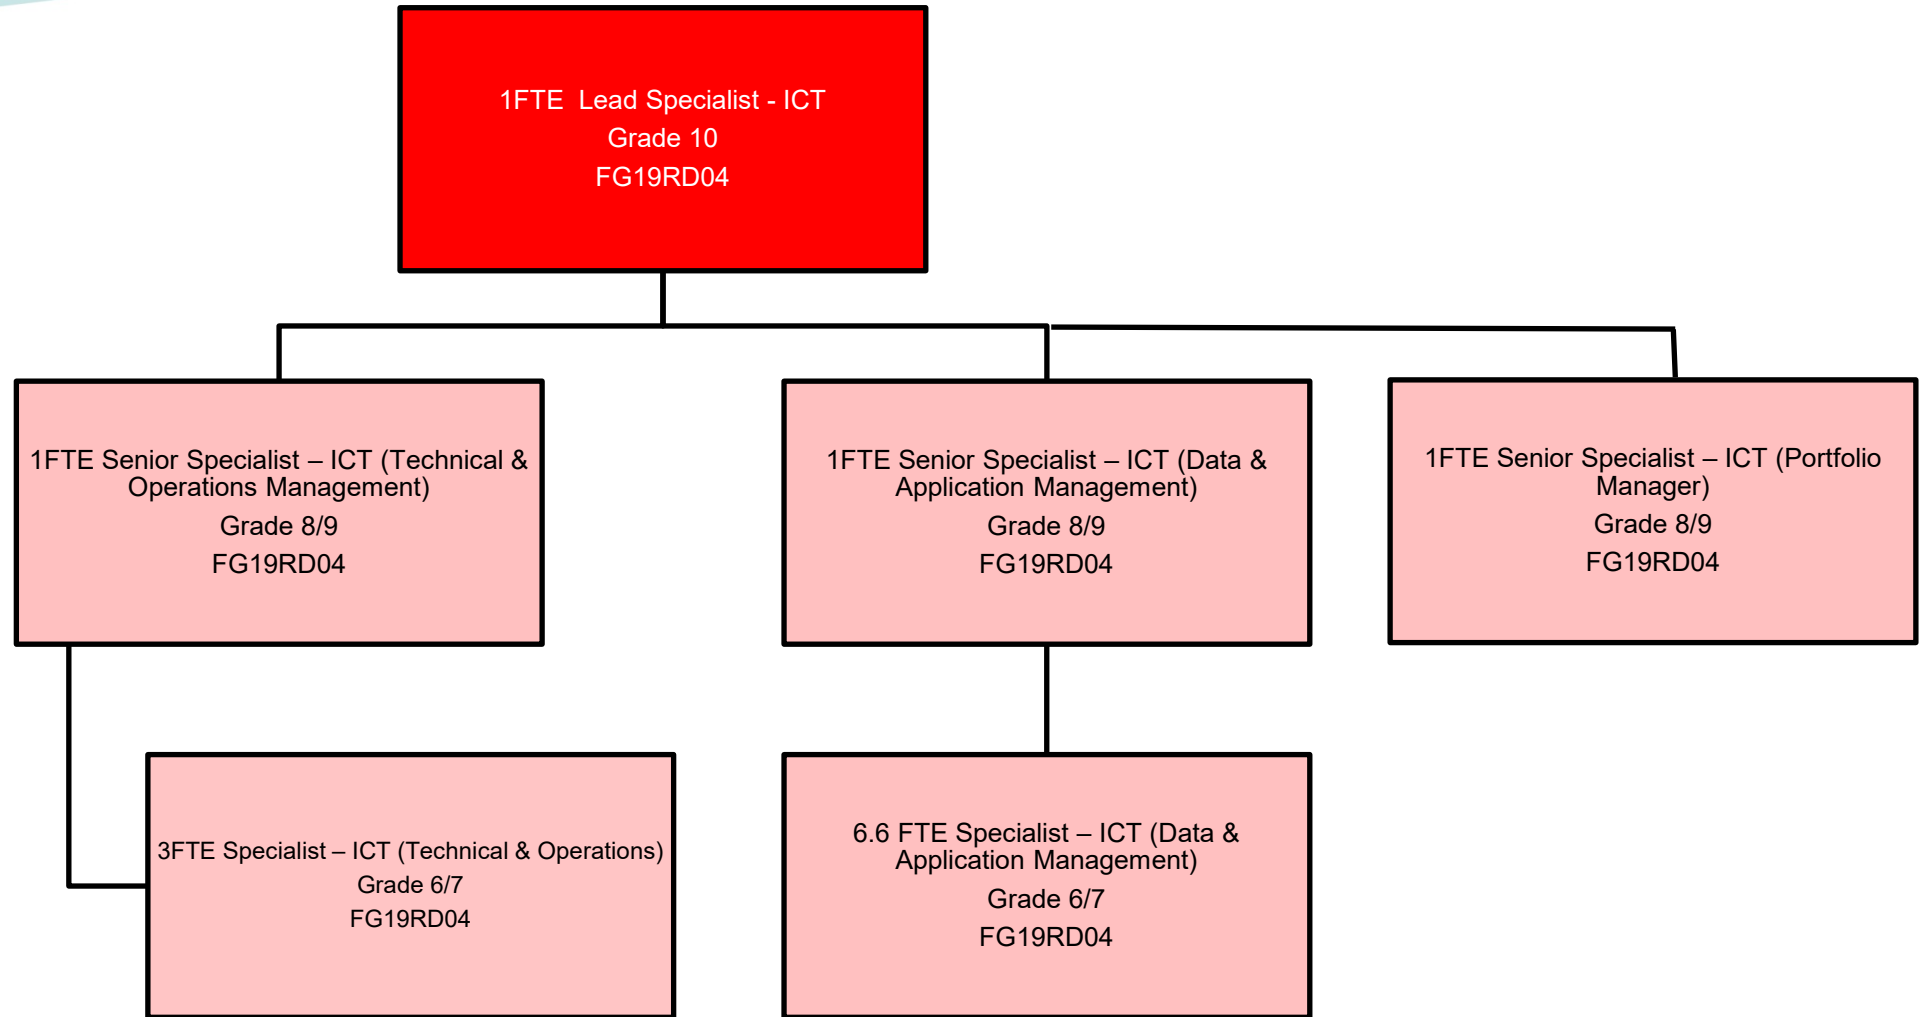 1FTE  Lead Specialist - ICT
Grade 10
FG19RD04
1FTE Senior Specialist – ICT (Technical &
Operations Management)
Grade 8/9
FG19RD04
1FTE Senior Specialist – ICT (Data &
Application Management)
Grade 8/9
FG19RD04
1FTE Senior Specialist – ICT (Portfolio
Manager)
Grade 8/9
FG19RD04
3FTE Specialist – ICT (Technical & Operations)
Grade 6/7
FG19RD04
6.6 FTE Specialist – ICT (Data &
Application Management)
Grade 6/7
FG19RD04